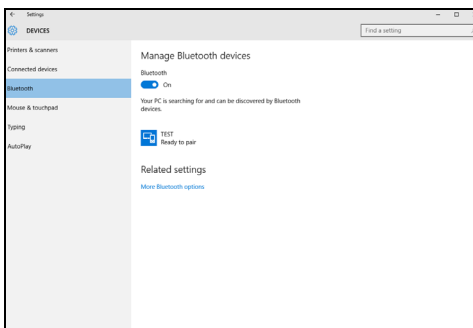 Settings
DEVICES
Find a setting
Printers & scanners
Connected devices
Bluetooth
Mouse & touchpad
Typing
AutoPlay
Manage Bluetooth devices
Bluetooth
On
Your PC is searching for and can be discovered by Bluetooth
devices.
TEST
Ready to pair
Related settings
More Bluetooth options